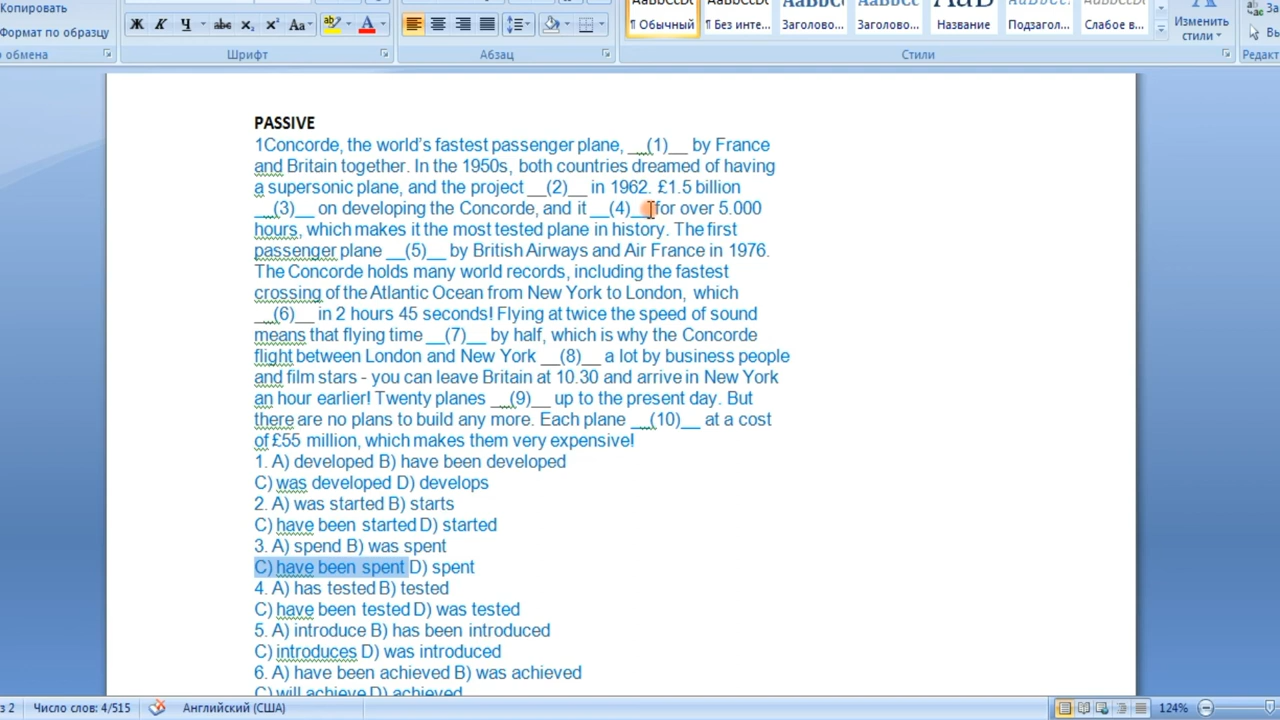 Копировать
Формат по образцу
о обмена
Ж К Ч abc x₂ x² Aa
Шрифт
Абзац
¶ Обычный ¶ Без инте... Заголово... Заголово... Название Подзагол... Слабое в...
Изменить
стили
Стили
За
Редакт
PASSIVE
1Concorde, the world's fastest passenger plane, __(1)__ by France
and Britain together. In the 1950s, both countries dreamed of having
a supersonic plane, and the project __(2)__ in 1962. £1.5 billion
__(3)__ on developing the Concorde, and it __(4)__ for over 5.000
hours, which makes it the most tested plane in history. The first
passenger plane __(5)__ by British Airways and Air France in 1976.
The Concorde holds many world records, including the fastest
crossing of the Atlantic Ocean from New York to London, which
__(6)__ in 2 hours 45 seconds! Flying at twice the speed of sound
means that flying time __(7)__ by half, which is why the Concorde
flight between London and New York __(8)__ a lot by business people
and film stars - you can leave Britain at 10.30 and arrive in New York
an hour earlier! Twenty planes __(9)__ up to the present day. But
there are no plans to build any more. Each plane __(10)__ at a cost
of £55 million, which makes them very expensive!
1. A) developed B) have been developed
C) was developed D) develops
2. A) was started B) starts
C) have been started D) started
3. A) spend B) was spent
C) have been spent D) spent
4. A) has tested B) tested
C) have been tested D) was tested
5. A) introduce B) has been introduced
C) introduces D) was introduced
6. A) have been achieved B) was achieved
C) will achieve D) achieved
з 2 Число слов: 4/515 Английский (США) 124%